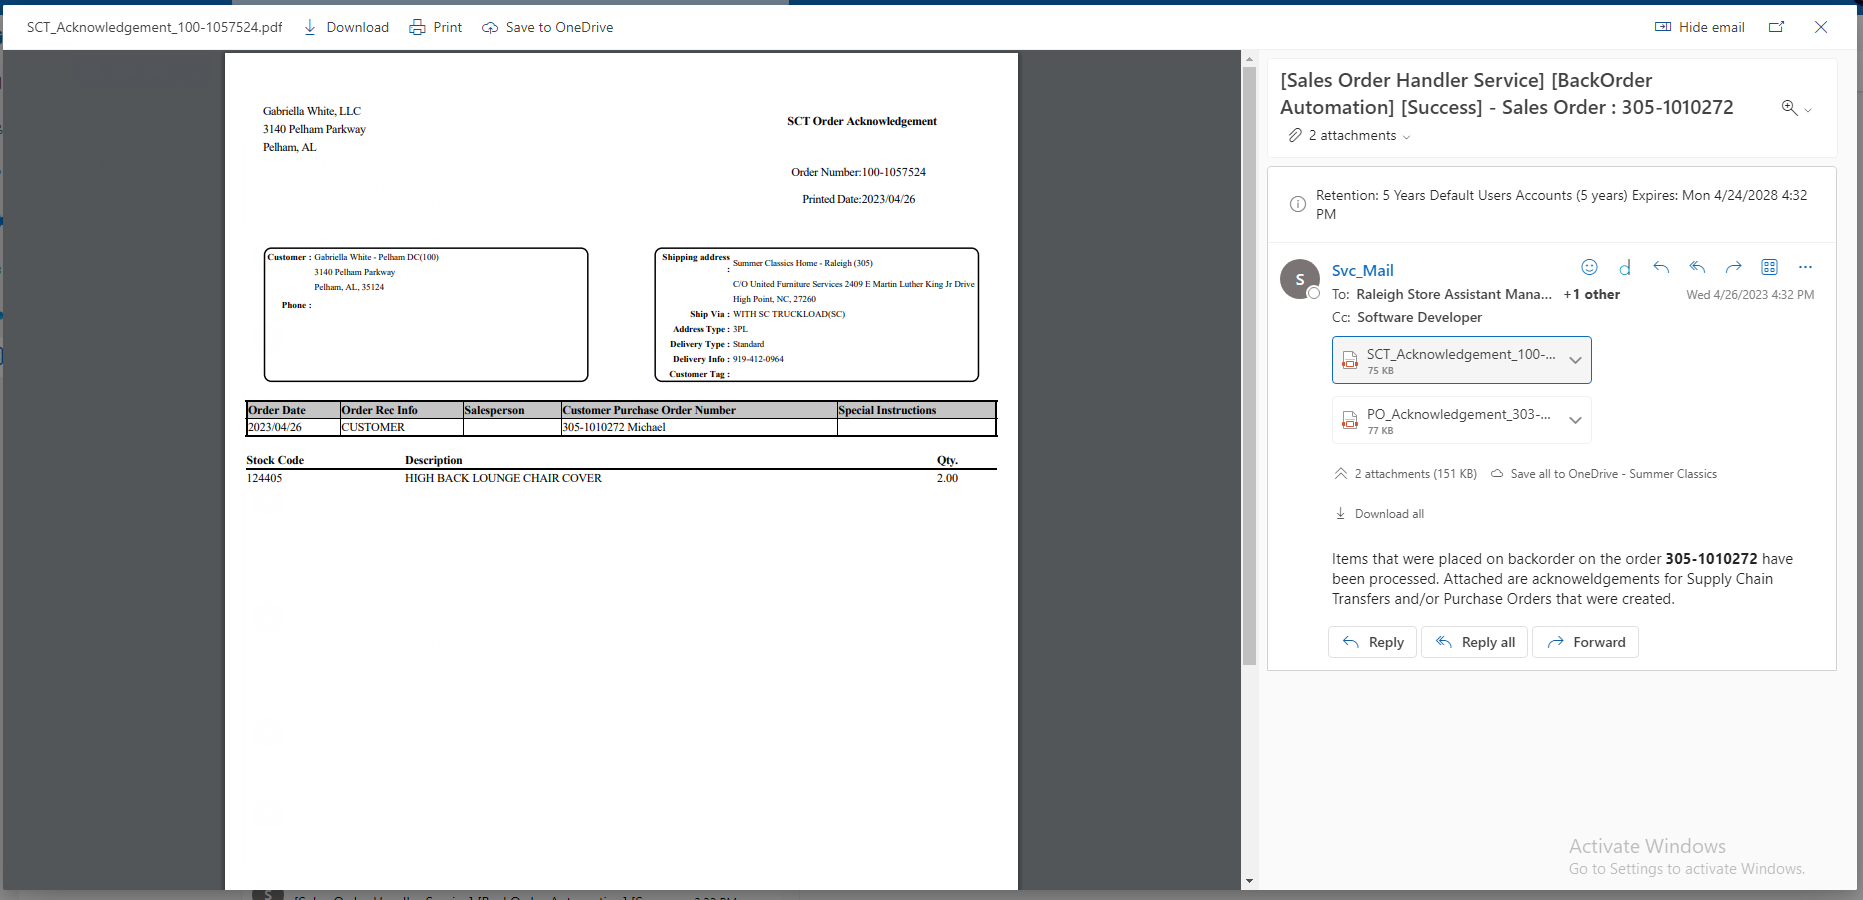 SCT_Acknowledgement_100-1057524.pdf
Download
Print
Save to OneDrive
Hide email
Gabriella White, LLC
3140 Pelham Parkway
Pelham, AL
SCT Order Acknowledgement
Order Number:100-1057524
Printed Date:2023/04/26
Customer : Gabriella White - Pelham DC(100)
3140 Pelham Parkway
Pelham, AL, 35124
Phone :
Shipping address : Summer Classics Home - Raleigh (305)
C/O United Furniture Services 2409 E Martin Luther King Jr Drive
High Point, NC, 27260
Ship Via : WITH SC TRUCKLOAD(SC)
Address Type : 3PL
Delivery Type : Standard
Delivery Info : 919-412-0964
Customer Tag :
Order Date Order Rec Info Salesperson Customer Purchase Order Number Special Instructions
2023/04/26 CUSTOMER 305-1010272 Michael
Stock Code Description Qty.
124405 HIGH BACK LOUNGE CHAIR COVER 2.00
[Sales Order Handler Service] [BackOrder
Automation] [Success] - Sales Order : 305-1010272
2 attachments
Retention: 5 Years Default Users Accounts (5 years) Expires: Mon 4/24/2028 4:32
PM
S
Svc_Mail
To: Raleigh Store Assistant Mana... +1 other
Wed 4/26/2023 4:32 PM
Cc: Software Developer
SCT_Acknowledgement_100-...
75 KB
PO_Acknowledgement_303-...
77 KB
2 attachments (151 KB) Save all to OneDrive - Summer Classics
Download all
Items that were placed on backorder on the order 305-1010272 have
been processed. Attached are acknoweldgements for Supply Chain
Transfers and/or Purchase Orders that were created.
Reply
Reply all
Forward
Activate Windows
Go to Settings to activate Windows.